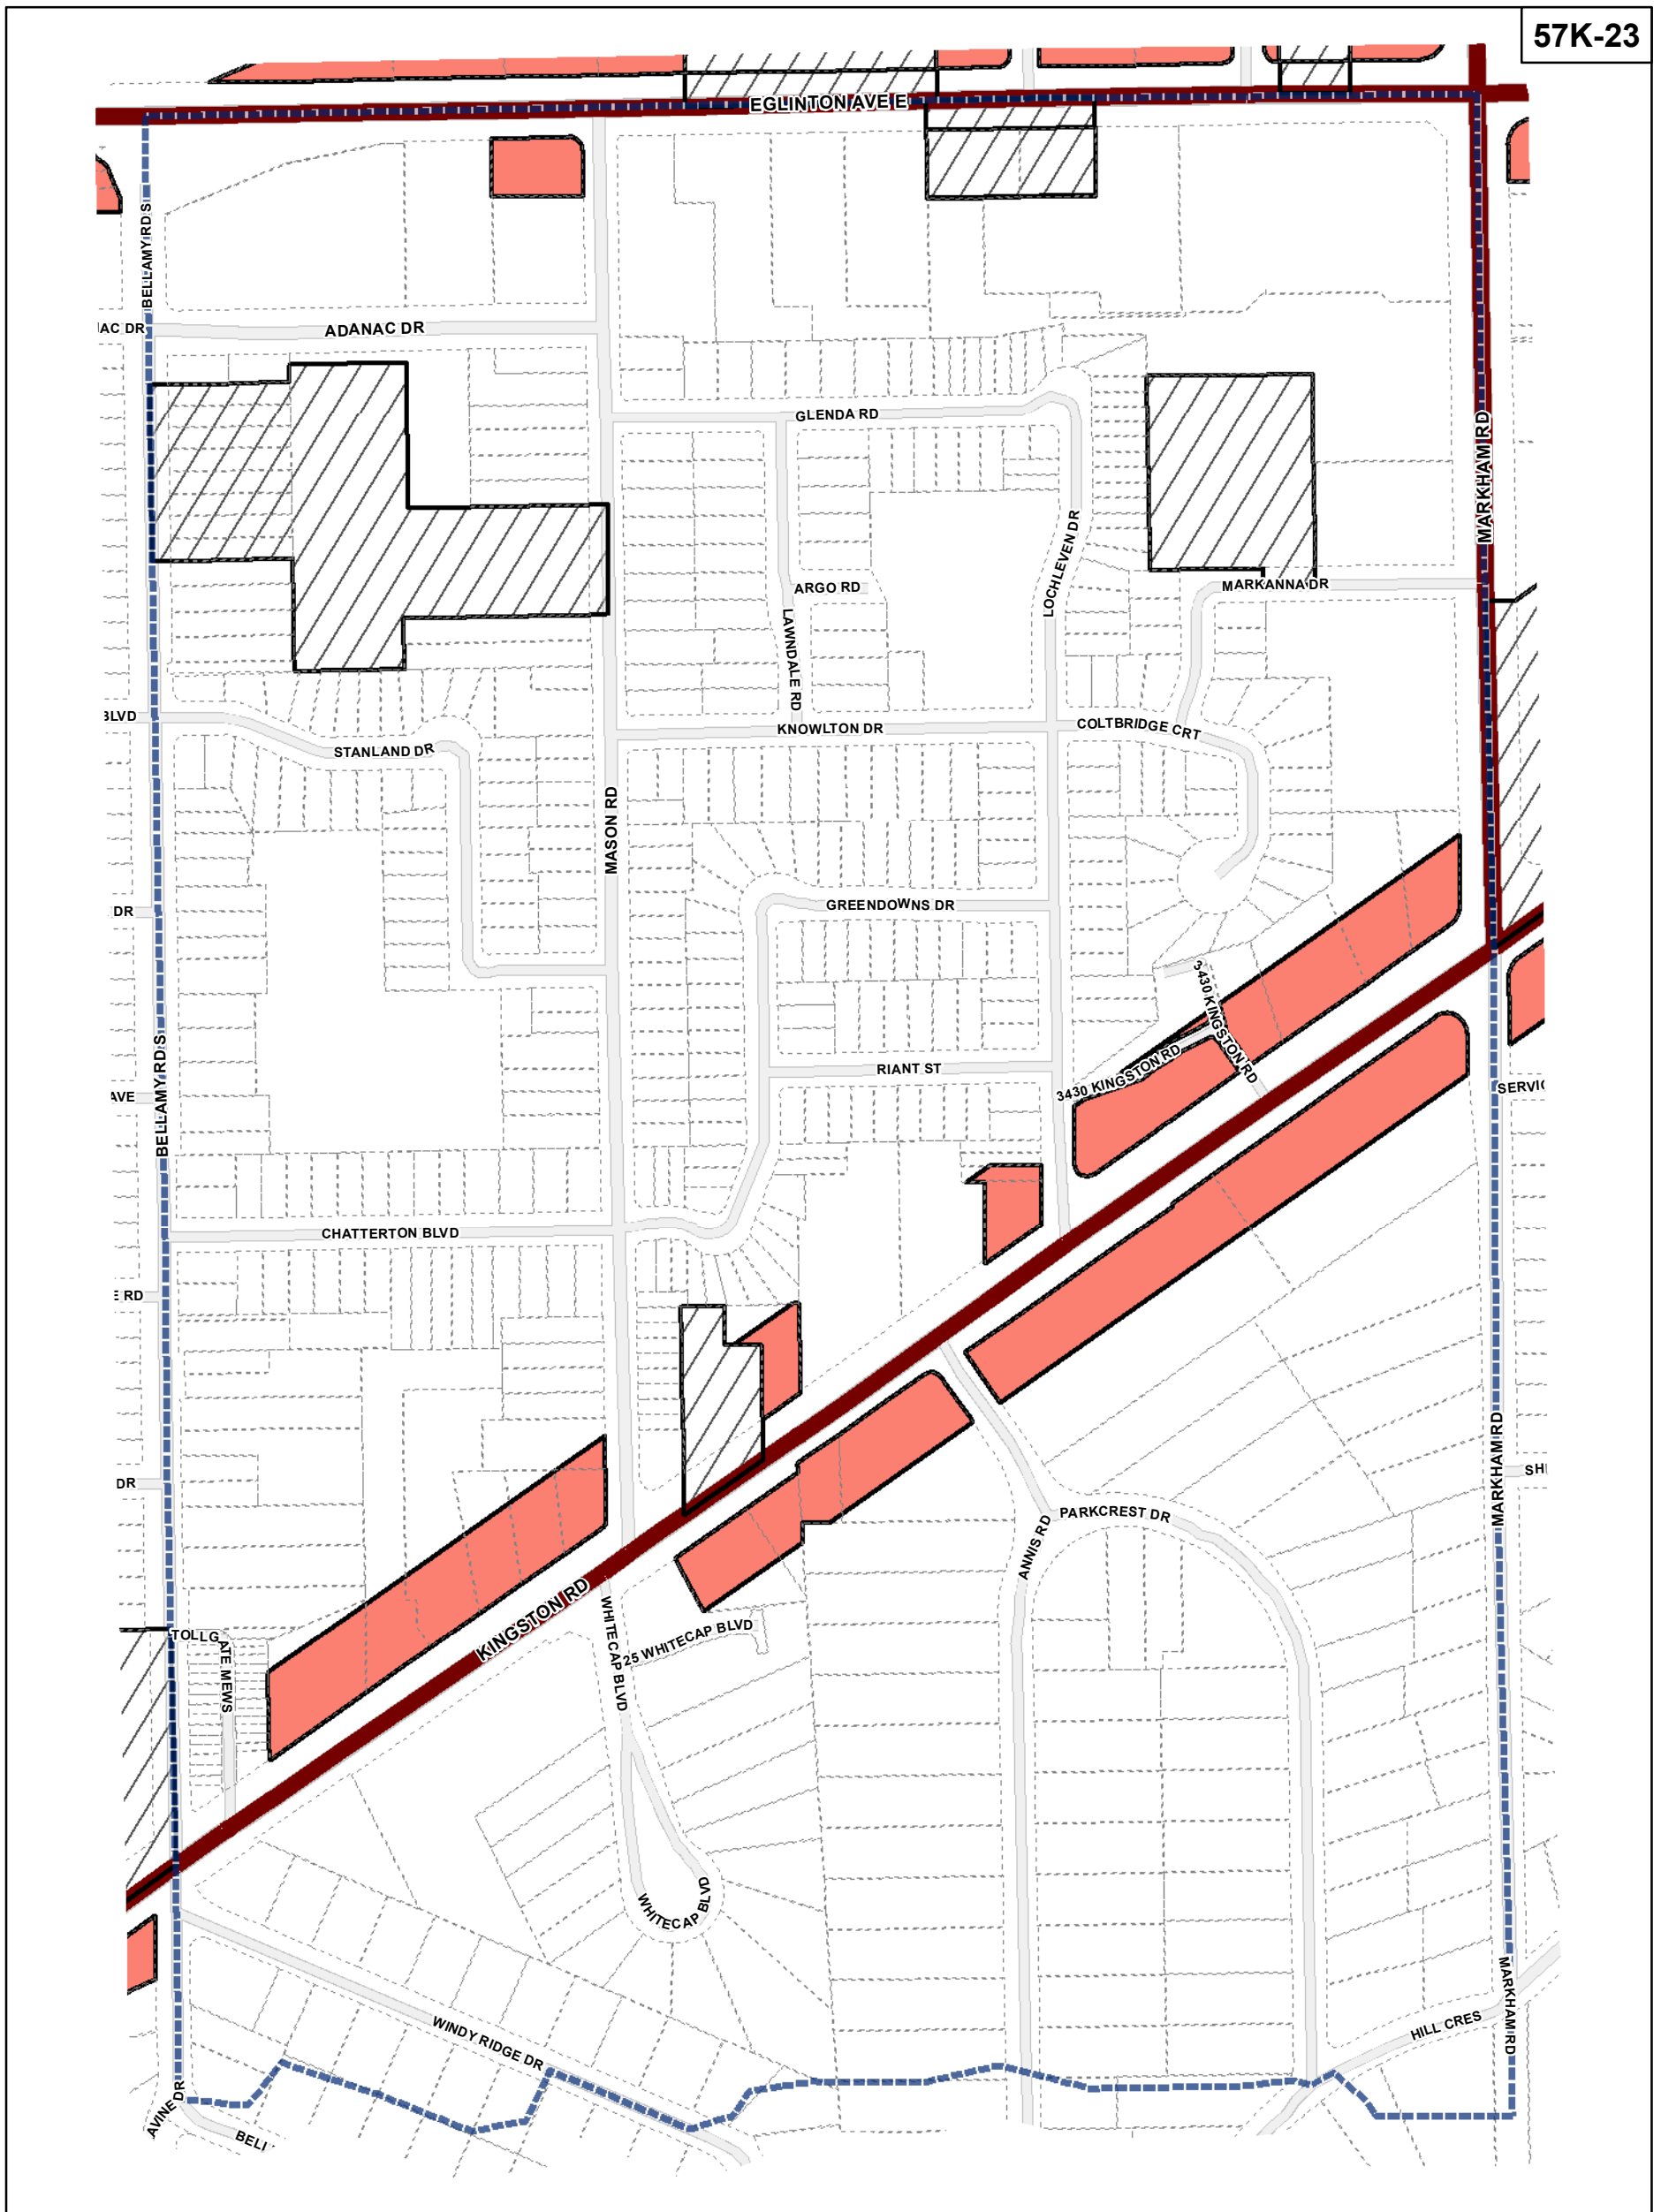 57K-23
EGLINTON AVE E
BELLAMY RD S
AC DR
ADANAC DR
GLENDA RD
MARKHAM RD
LOCHLEVEN DR
ARGO RD
MARKANNA DR
LAWNDALE RD
BLVD
STANLAND DR
KNOWLTON DR
COLTBRIDGE CRT
MASON RD
DR
GREENDOWNS DR
3430 KINGSTON RD
3430 KINGSTON RD
RIANT ST
AVE
BELLAMY RD S
SERVIC
CHATTERTON BLVD
E RD
DR
MARKHAM RD
SH
PARKCREST DR
ANNIS RD
KINGSTON RD
WHITECAP BLVD
25 WHITECAP BLVD
TOLLGATE MEWS
WHITECAP BLVD
MARKHAM RD
HILL CRES
WINDY RIDGE DR
AVINE DR
BELL